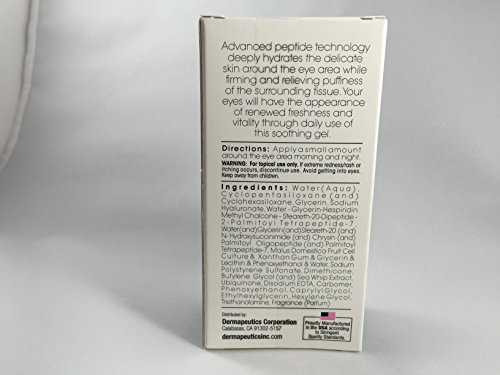 Advanced peptide technology
deeply hydrates the delicate
skin around the eye area while
firming and relieving puffiness
of the surrounding tissue. Your
eyes will have the appearance
of renewed freshness and
vitality through daily use of
this soothing gel.
Directions: Apply a small amount
around the eye area morning and night.
WARNING: For topical use only. If extreme redness/rash or
itching occurs, discontinue use. Avoid getting into eyes.
Keep away from children.
Ingredients: Water (Aqua)
Cyclopentasiloxane (and)
Cyclohexasiloxane, Glycerin, Sodium
Hyaluronate, Water - Glycerin-Hespiridin
Methyl Chalcone - Steareth-20-Dipeptide
-2-Palmitoyl Tetrapeptide-7,
Water(and)Glycerin(and)Steareth-20 (and)
N- Hydroxysucinimide (and) Chrysin (and)
Palmitoyl Oligopeptide (and) Palmitoyl
Tetrapeptide-7, Malus Domestica Fruit Cell
Culture & Xanthan Gum & Glycerin &
Lecithin & Phenoxyethanol & Water, Sodium
Polystyrene Sulfonate, Dimethicone,
Butylene Glycol (and) Sea Whip Extract,
Ubiquinone, Disodium EDTA, Carbomer,
Phenoxyethanol, Caprylyl Glycol,
Ethylhexylglycerin, Hexylene Glycol,
Triethanolamine, Fragrance (Parfum)
Distributed by
Dermapeutics Corporation
Calabasas, CA 91302-5157
dermapeuticsinc.com
Proudly Manufactured
in the USA according
to Stringent
Quality Standards.